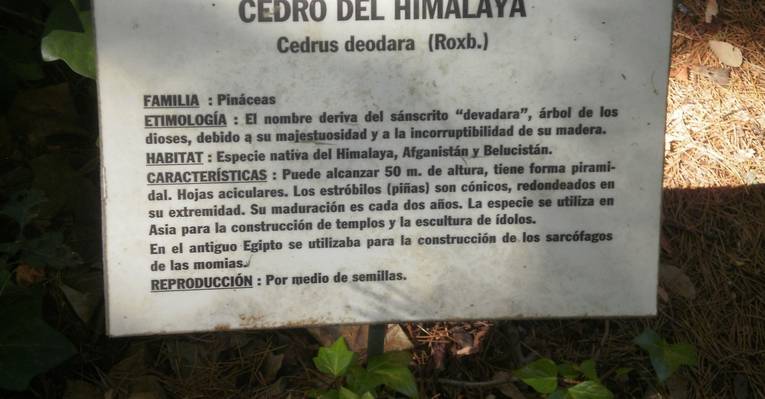 CEDRO DEL HIMALAYA
Cedrus deodara (Roxb.)
FAMILIA : Pináceas
ETIMOLOGÍA : El nombre deriva del sánscrito “devadara”, árbol de los
dioses, debido a su majestuosidad y a la incorruptibilidad de su madera.
HABITAT : Especie nativa del Himalaya, Afganistán y Belucistán.
CARACTERÍSTICAS : Puede alcanzar 50 m. de altura, tiene forma pirami-
dal. Hojas aciculares. Los estróbilos (piñas) son cónicos, redondeados en
su extremidad. Su maduración es cada dos años. La especie se utiliza en
Asia para la construcción de templos y la escultura de ídolos.
En el antiguo Egipto se utilizaba para la construcción de los sarcófagos
de las momias.
REPRODUCCIÓN : Por medio de semillas.